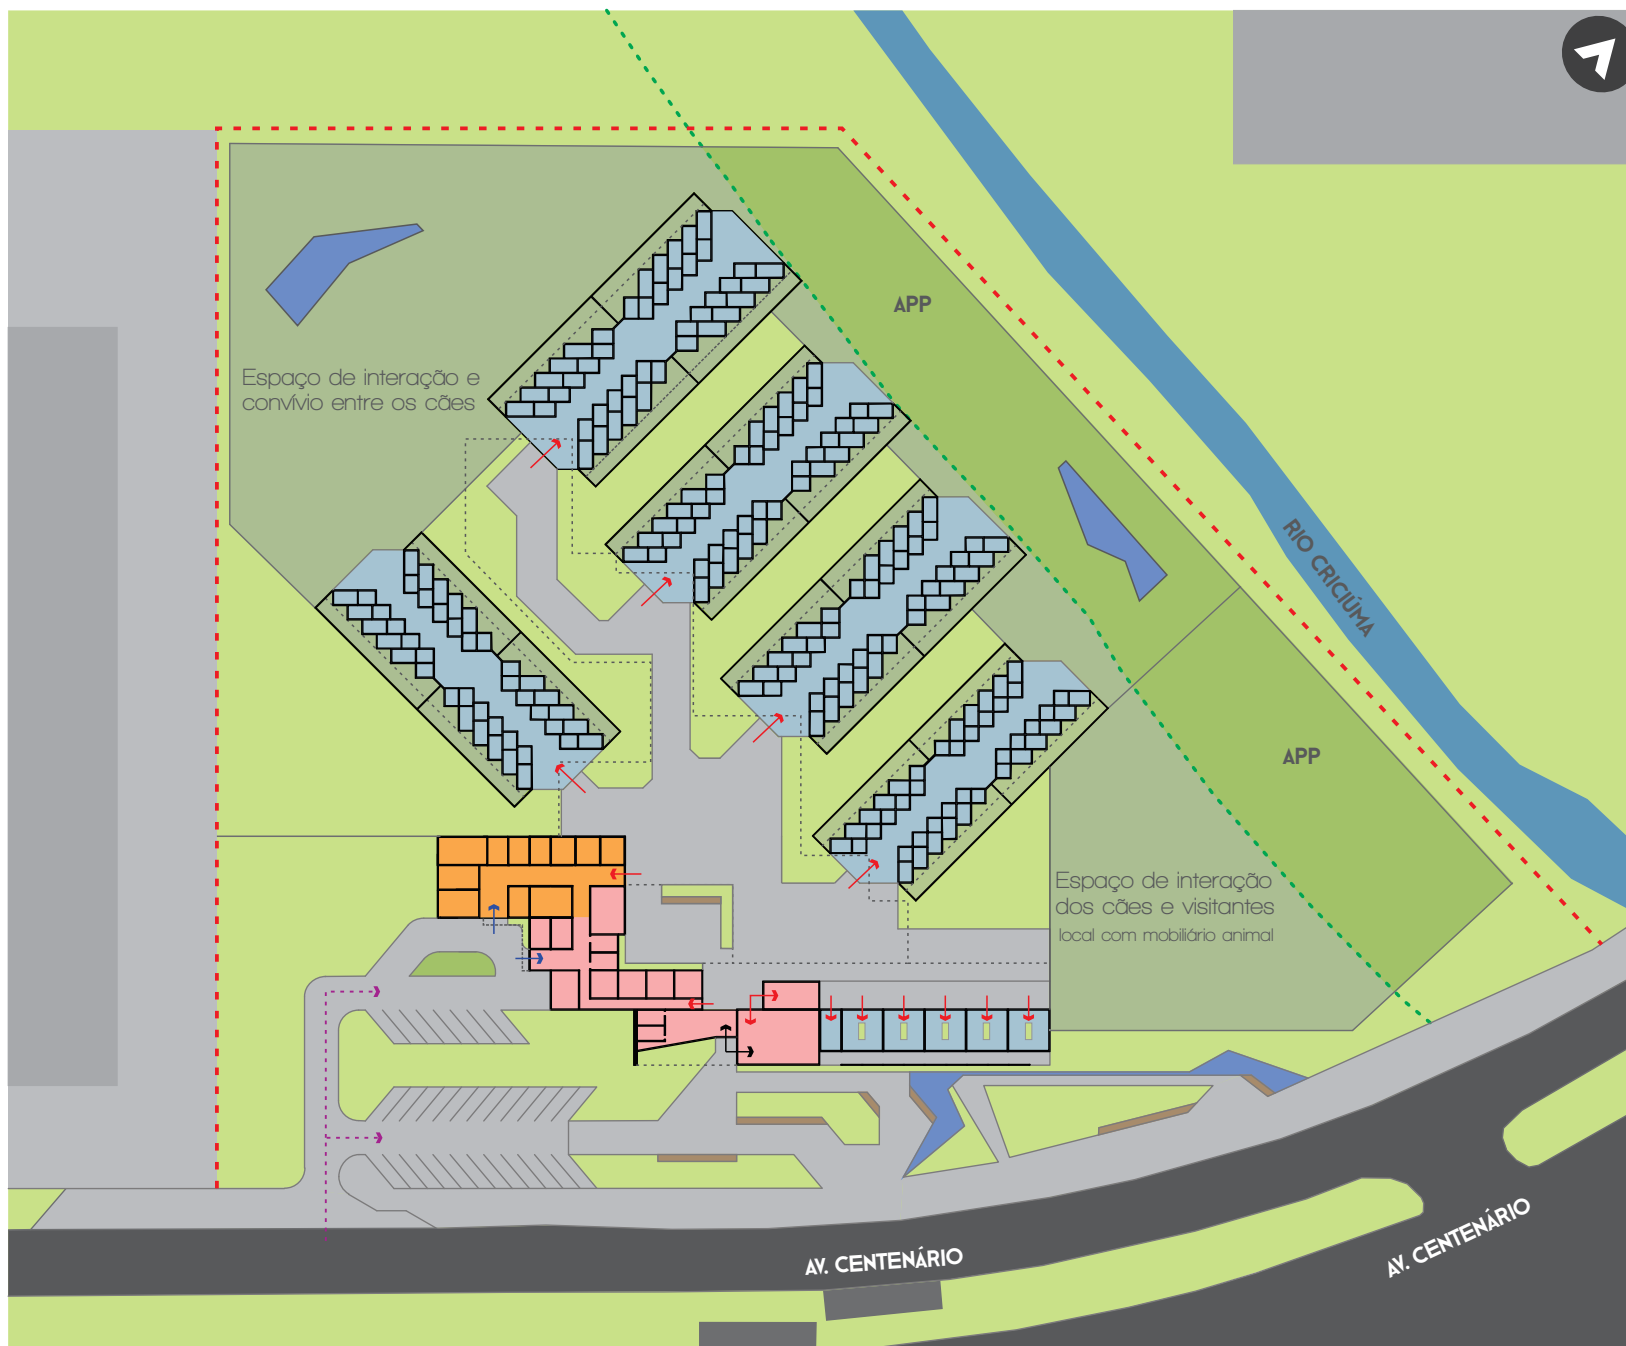 APP
Espaço de interação e
convívio entre os cães
RIO CRICIÚMA
APP
Espaço de interação
dos cães e visitantes
local com mobiliário animal
AV. CENTENÁRIO
AV. CENTENÁRIO